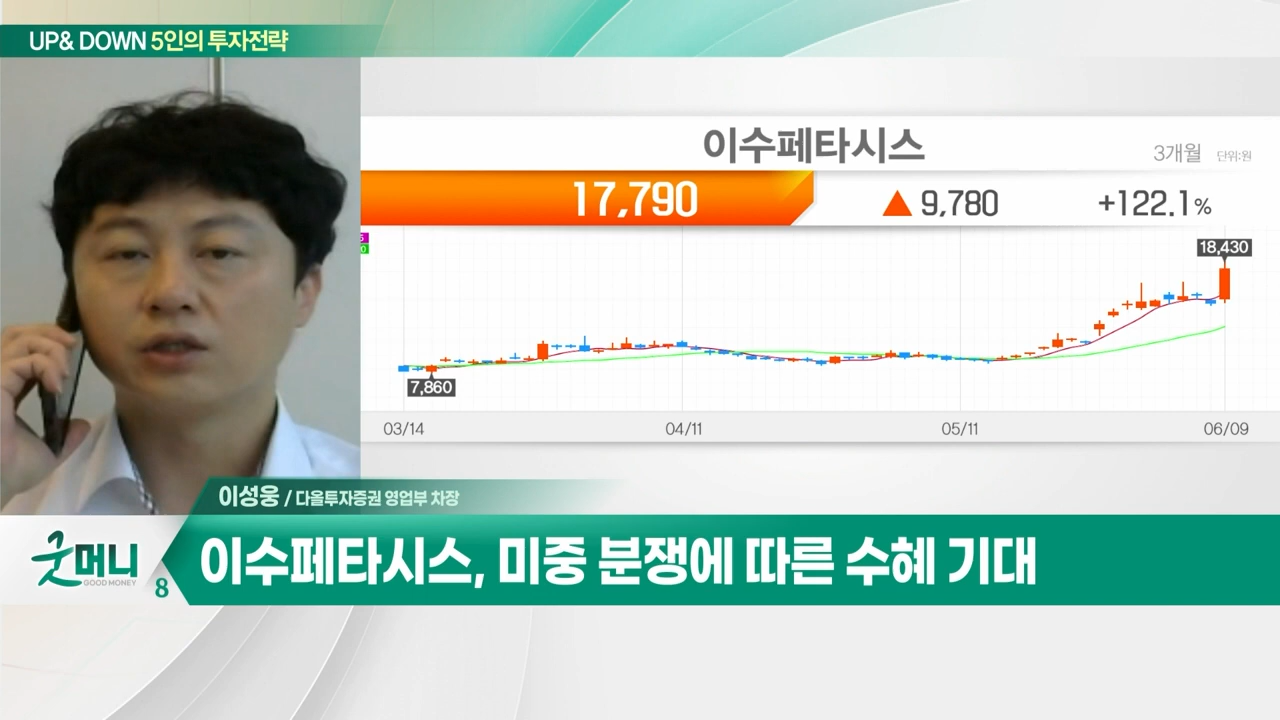 UP& DOWN 5인의 투자전략
이수페타시스
3개월 단위:원
17,790 ▲ 9,780 +122.1%
18,430
7,860
03/14 04/11 05/11 06/09
이성웅 / 다올투자증권 영업부 차장
굿머니
GOOD MONEY
8
이수페타시스, 미중 분쟁에 따른 수혜 기대